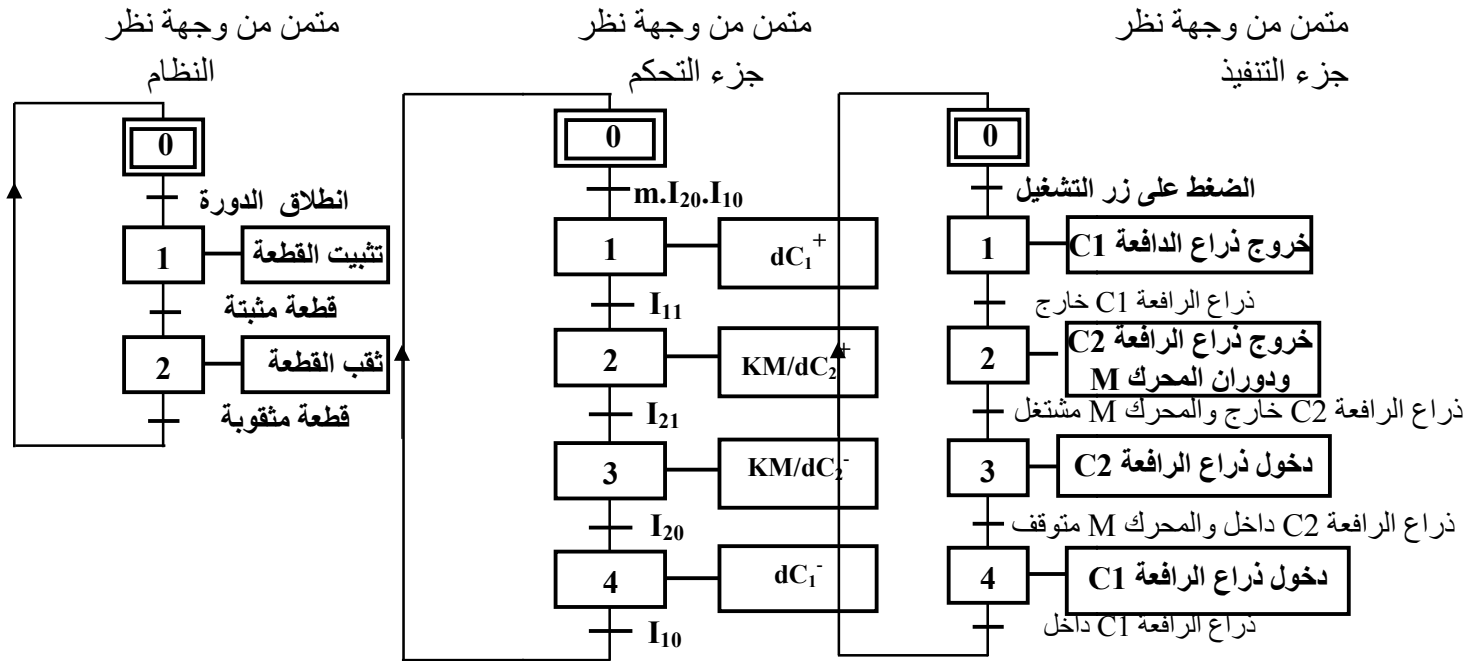 متمن من وجهة نظر
النظام
0
انطلاق الدورة
1
تثبيت القطعة
قطعة مثبتة
2
ثقب القطعة
قطعة مثقوبة
متمن من وجهة نظر
جزء التحكم
0
m.I20.I10
1
dC1+
I11
2
KM/dC2+
I21
3
KM/dC2-
I20
4
dC1-
I10
متمن من وجهة نظر
جزء التنفيذ
0
الضغط على زر التشغيل
1
خروج ذراع الدافعة C1
ذراع الرافعة C1 خارج
2
خروج ذراع الرافعة C2
ودوران المحرك M
ذراع الرافعة C2 خارج والمحرك M مشتغل
3
دخول ذراع الرافعة C2
ذراع الرافعة C2 داخل والمحرك M متوقف
4
دخول ذراع الرافعة C1
ذراع الرافعة C1 داخل